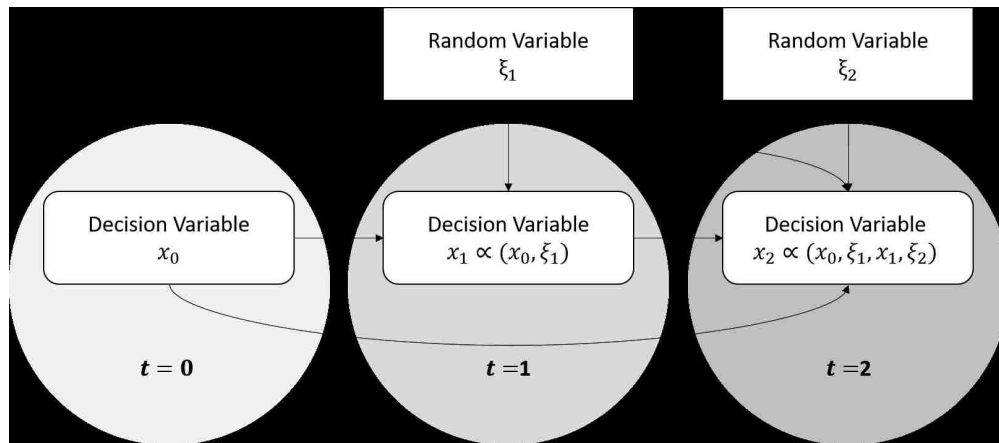 Random Variable
ξ₁
Random Variable
ξ₂
Decision Variable
x₀
Decision Variable
x₁ ∝ (x₀, ξ₁)
Decision Variable
x₂ ∝ (x₀, ξ₁, x₁, ξ₂)
t = 0
t =1
t =2